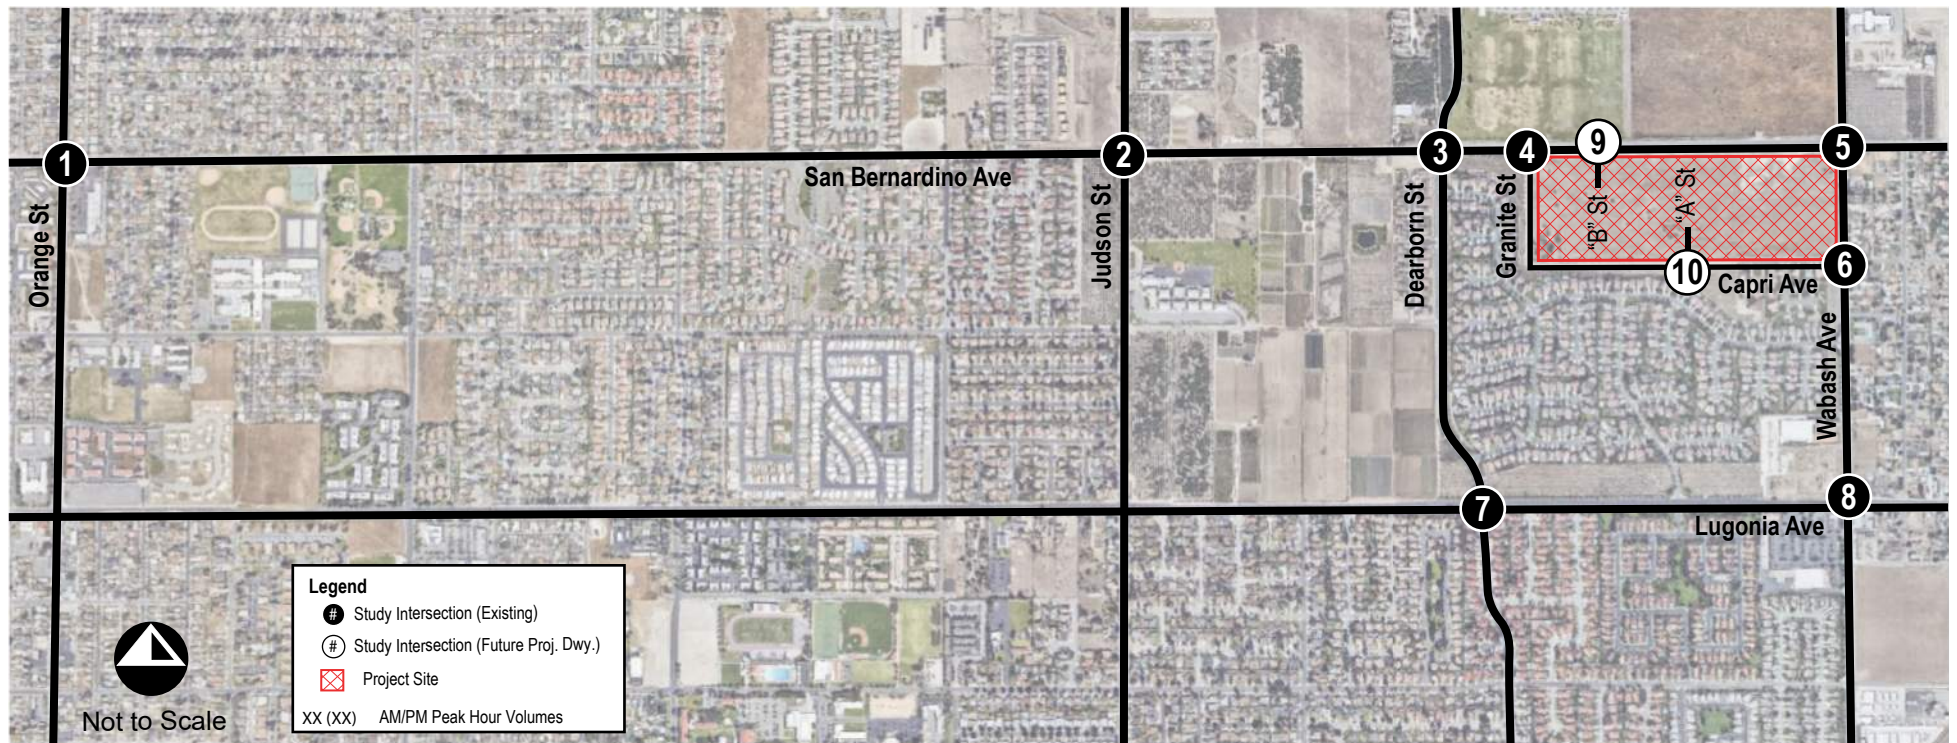 1
2
3
4
9
5
San Bernardino Ave
Orange St
Judson St
Dearborn St
Granite St
"B" St
"A" St
10
6
Capri Ave
Wabash Ave
7
8
Lugonia Ave
Legend
# Study Intersection (Existing)
# Study Intersection (Future Proj. Dwy.)
Project Site
XX (XX) AM/PM Peak Hour Volumes
Not to Scale